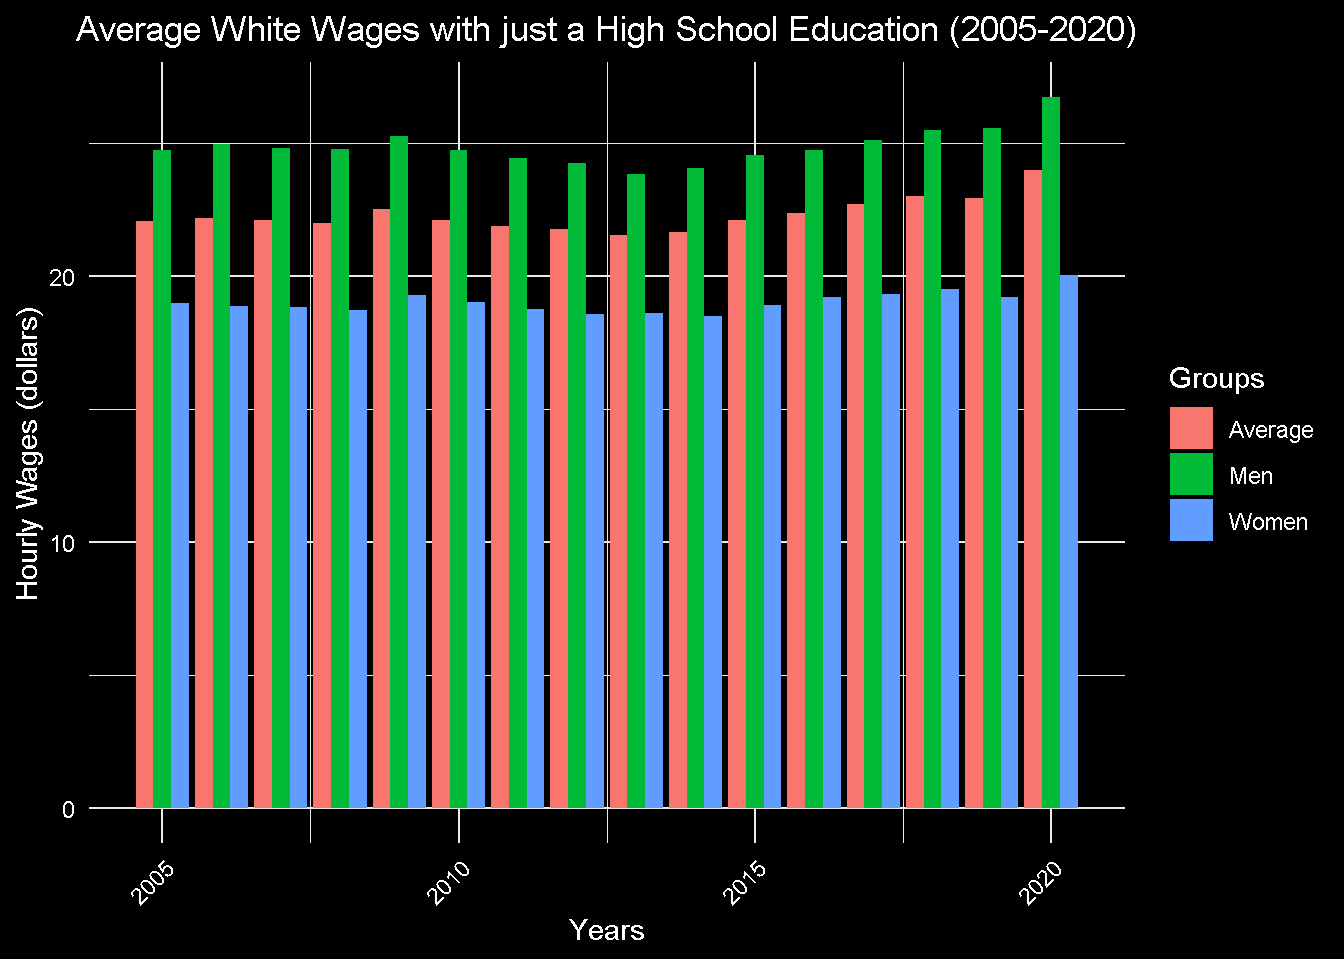 Average White Wages with just a High School Education (2005-2020)
Hourly Wages (dollars)
20
10
0
2005
2010
2015
2020
Years
Groups
Average
Men
Women